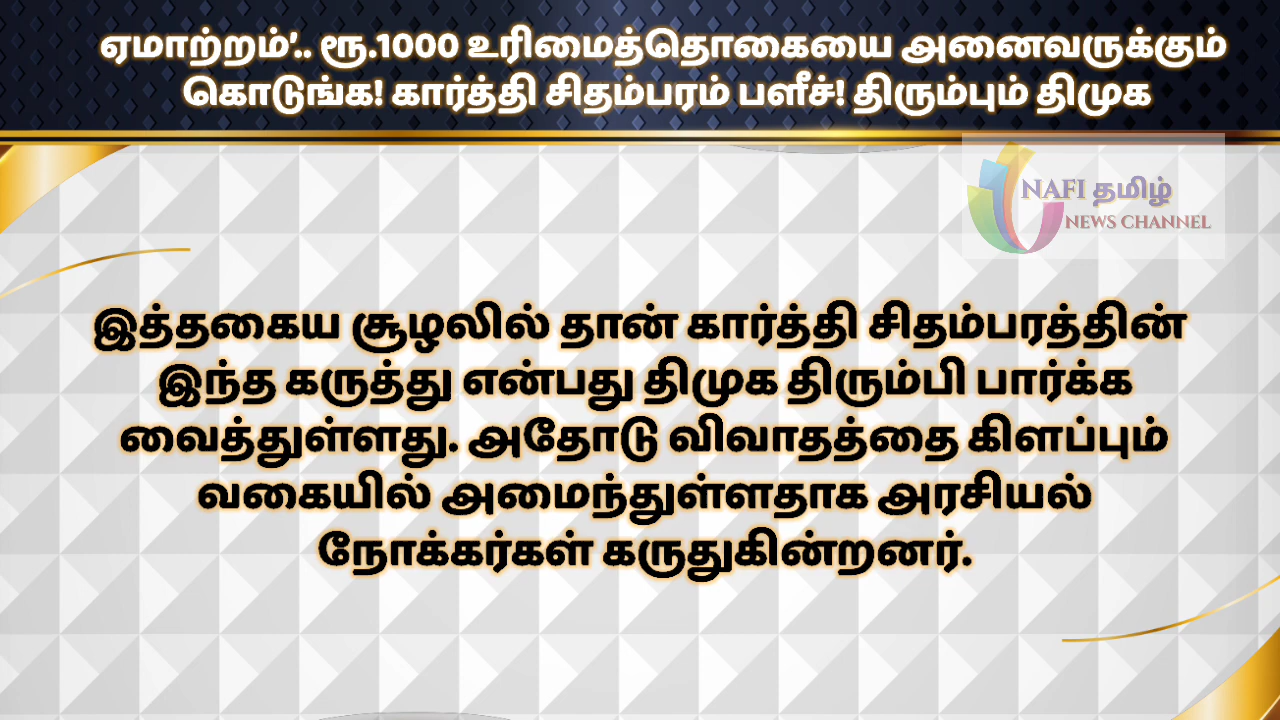 ஏமாற்றம்’.. ரூ.1000 உரிமைத்தொகையை அனைவருக்கும்
கொடுங்க! கார்த்தி சிதம்பரம் பளீச்! திரும்பும் திமுக
NAFI தமிழ்
NEWS CHANNEL
இத்தகைய சூழலில் தான் கார்த்தி சிதம்பரத்தின்
இந்த கருத்து என்பது திமுக திரும்பி பார்க்க
வைத்துள்ளது. அதோடு விவாதத்தை கிளப்பும்
வகையில் அமைந்துள்ளதாக அரசியல்
நோக்கர்கள் கருதுகின்றனர்.